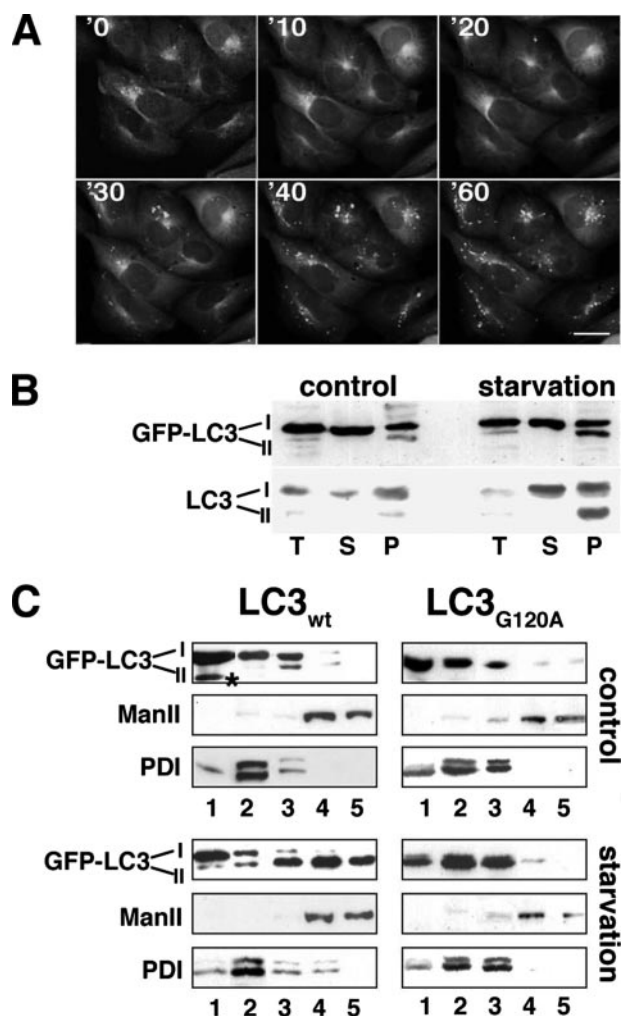 A
'0 '10 '20
'30 '40 '60
B
control starvation
GFP-LC3 I
II
LC3 I
II
T S P T S P
C
LC3wt LC3G120A
GFP-LC3 I
II *
ManII
PDI
control
1 2 3 4 5 1 2 3 4 5
GFP-LC3 I
II
ManII
PDI
starvation
1 2 3 4 5 1 2 3 4 5